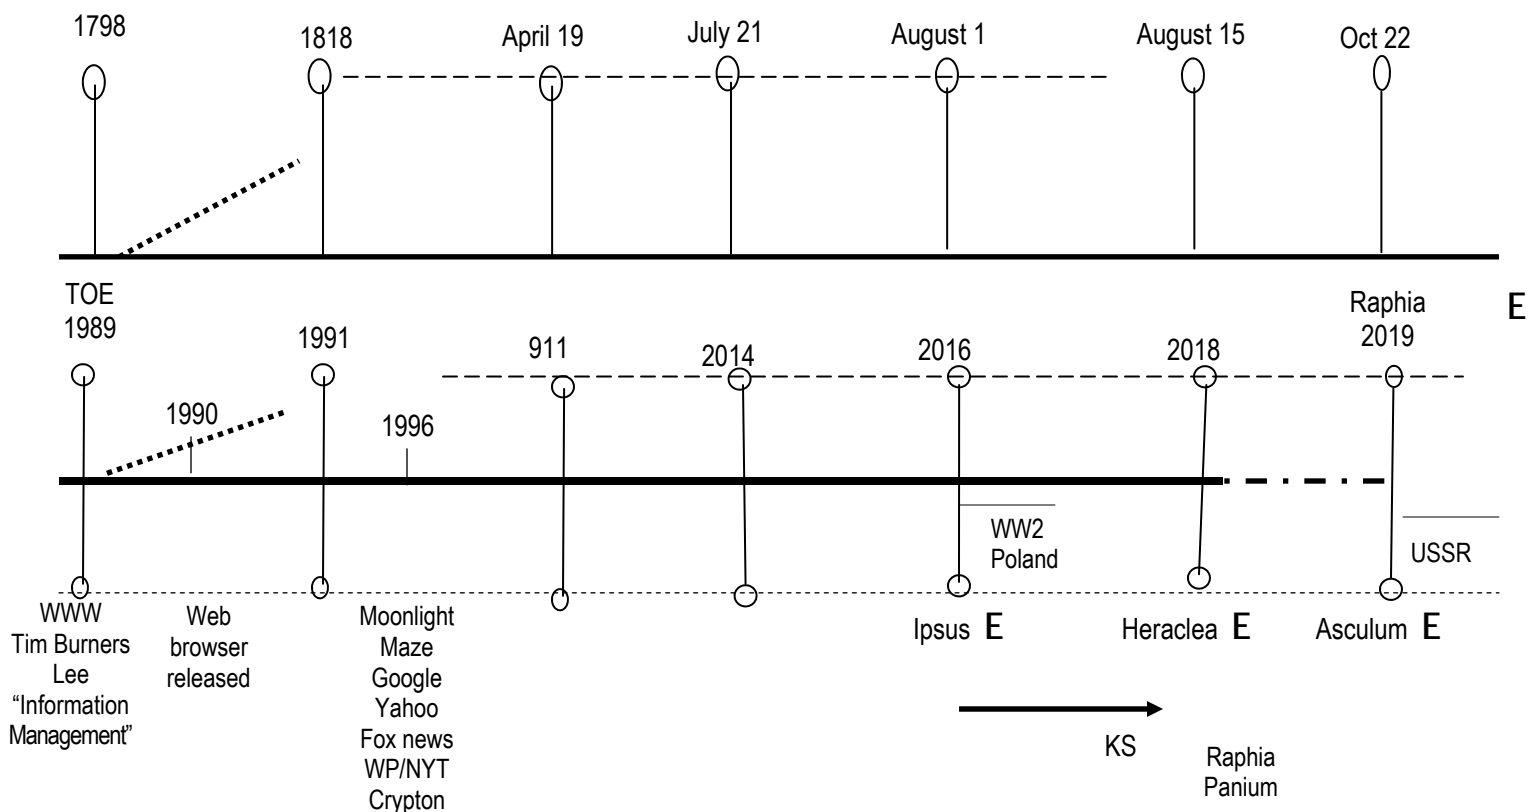 1798
1818
April 19
July 21
August 1
August 15
Oct 22
TOE
1989
1991
911
2014
2016
2018
Raphia
2019
E
1990
1996
WW2
Poland
USSR
WWW
Tim Burners
Lee
“Information
Management”
Web
browser
released
Moonlight
Maze
Google
Yahoo
Fox news
WP/NYT
Crypton
Ipsus E
Heraclea E
Asculum E
KS
Raphia
Panium